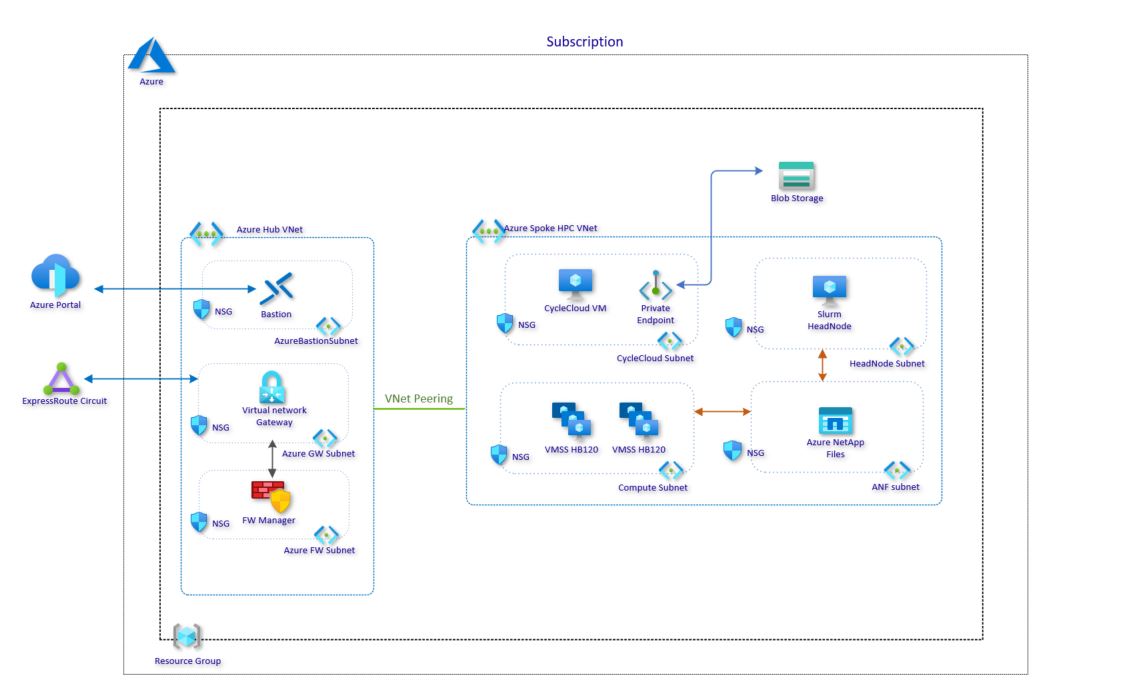 Subscription
Azure
Blob Storage
Azure Hub VNet
Azure Spoke HPC VNet
Azure Portal
NSG
Bastion
AzureBastionSubnet
CycleCloud VM
Private
Endpoint
NSG
CycleCloud Subnet
Slurm
HeadNode
NSG
HeadNode Subnet
ExpressRoute Circuit
Virtual network
Gateway
NSG
Azure GW Subnet
VNet Peering
VMSS HB120
VMSS HB120
NSG
Compute Subnet
Azure NetApp
Files
NSG
ANF subnet
FW Manager
NSG
Azure FW Subnet
Resource Group